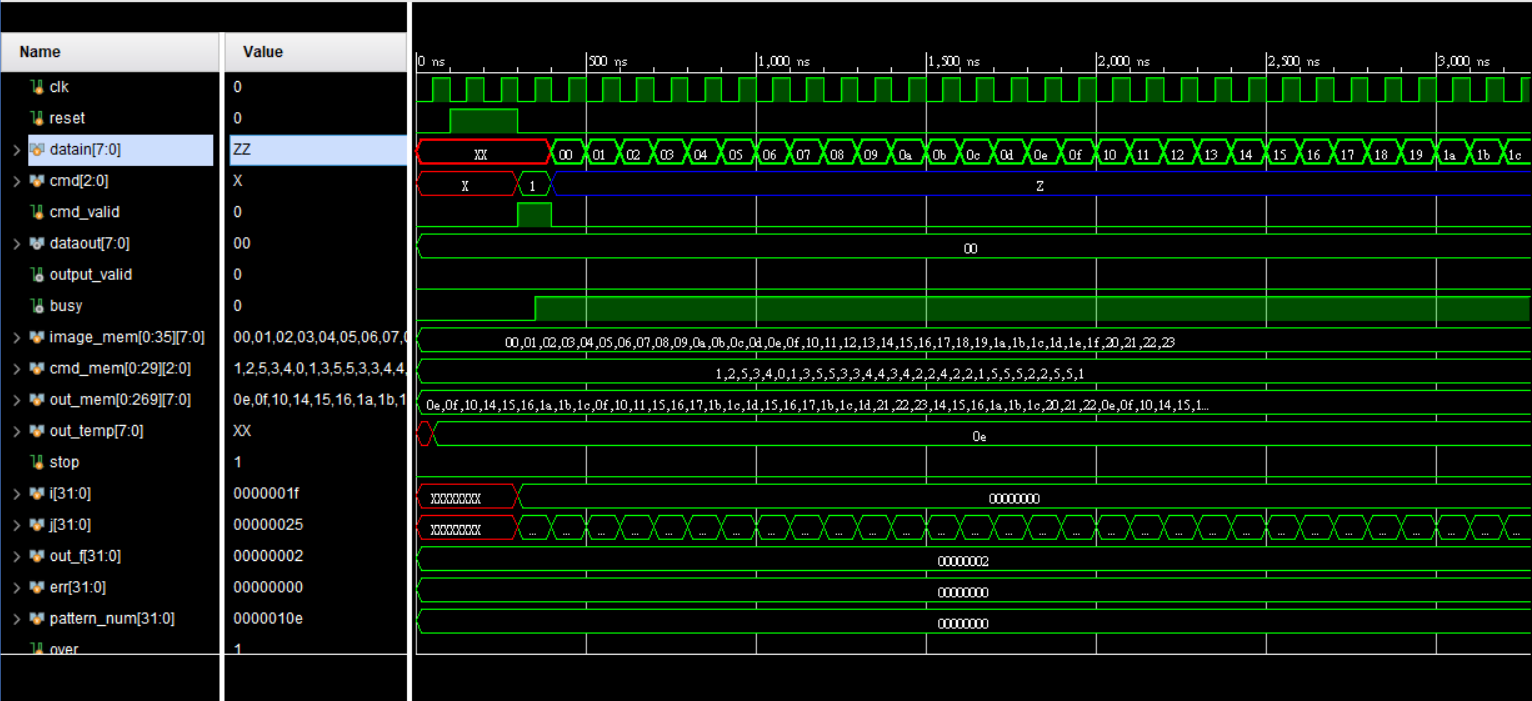 Name Value
0 ns 500 ns 1,000 ns 1,500 ns 2,000 ns 2,500 ns 3,000 ns
clk 0
reset 0
datain[7:0] ZZ XX 00 01 02 03 04 05 06 07 08 09 0a 0b 0c 0d 0e 0f 10 11 12 13 14 15 16 17 18 19 1a 1b 1c
cmd[2:0] X X 1 Z
cmd_valid 0
dataout[7:0] 00 00
output_valid 0
busy 0
image_mem[0:35][7:0] 00,01,02,03,04,05,06,07,0 00,01,02,03,04,05,06,07,08,09,0a,0b,0c,0d,0e,0f,10,11,12,13,14,15,16,17,18,19,1a,1b,1c,1d,1e,1f,20,21,22,23
cmd_mem[0:29][2:0] 1,2,5,3,4,0,1,3,5,5,3,3,4,4, 1,2,5,3,4,0,1,3,5,5,3,3,4,4,3,4,2,2,4,2,2,1,5,5,5,2,2,5,5,1
out_mem[0:269][7:0] 0e,0f,10,14,15,16,1a,1b,1 0e,0f,10,14,15,16,1a,1b,1c,0f,10,11,15,16,17,1b,1c,1d,15,16,17,1b,1c,1d,21,22,23,14,15,16,1a,1b,1c,20,21,22,0e,0f,10,14,15,1...
out_temp[7:0] XX 0e
stop 1
i[31:0] 0000001f XXXXXXXX 00000000
j[31:0] 00000025 XXXXXXXX ... ... ... ... ... ... ... ... ... ... ... ... ... ... ... ... ... ... ... ... ... ... ... ... ... ... ... ... ... ...
out_f[31:0] 00000002 00000002
err[31:0] 00000000 00000000
pattern_num[31:0] 0000010e 00000000
over 1